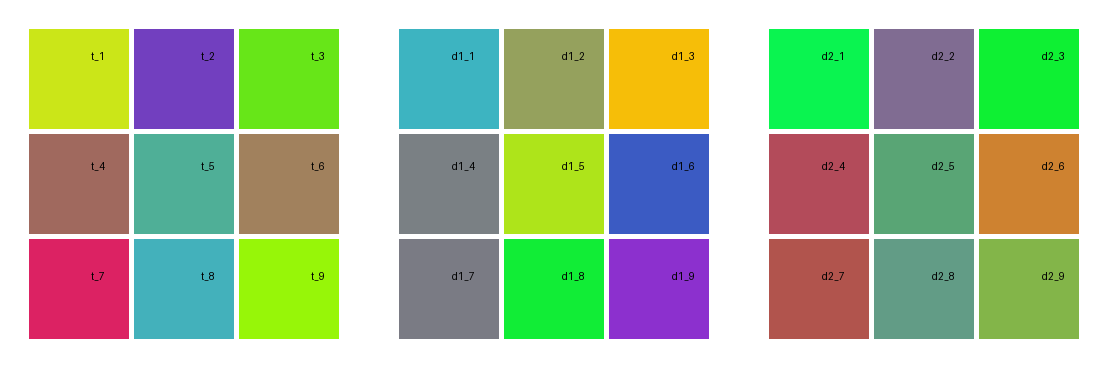 t_1 t_2 t_3 d1_1 d1_2 d1_3 d2_1 d2_2 d2_3
t_4 t_5 t_6 d1_4 d1_5 d1_6 d2_4 d2_5 d2_6
t_7 t_8 t_9 d1_7 d1_8 d1_9 d2_7 d2_8 d2_9